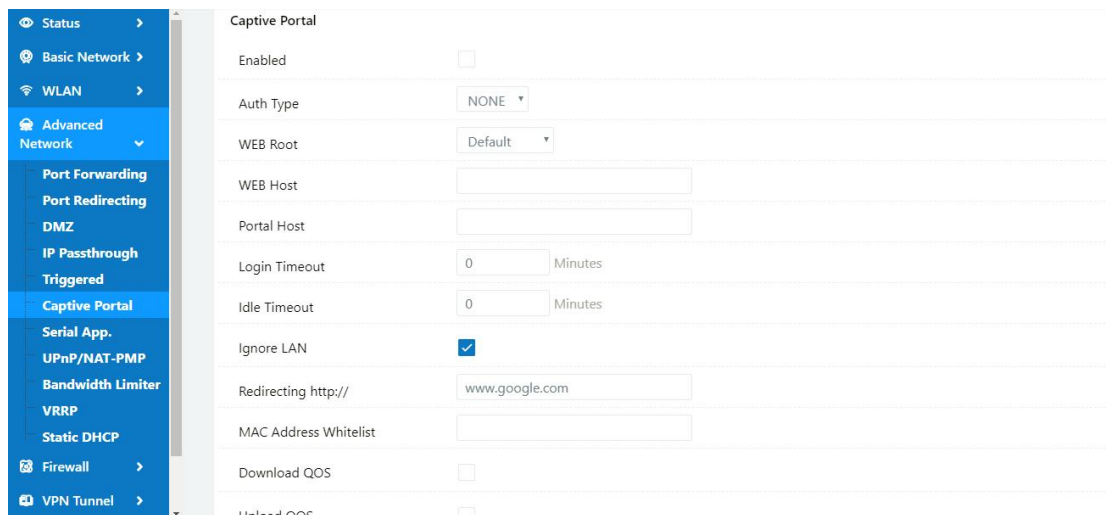 Status
Basic Network
WLAN
Advanced
Network
Port Forwarding
Port Redirecting
DMZ
IP Passthrough
Triggered
Captive Portal
Serial App.
UPnP/NAT-PMP
Bandwidth Limiter
VRRP
Static DHCP
Firewall
VPN Tunnel
Captive Portal
Enabled
Auth Type NONE
WEB Root Default
WEB Host
Portal Host
Login Timeout 0 Minutes
Idle Timeout 0 Minutes
Ignore LAN
Redirecting http:// www.google.com
MAC Address Whitelist
Download QOS
Upload QOS